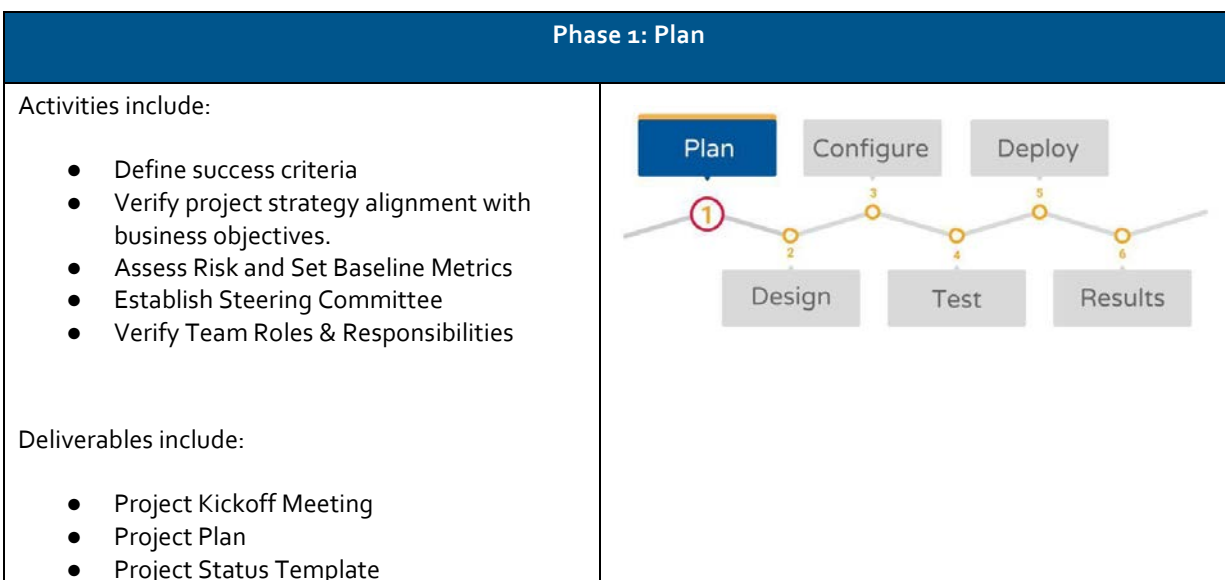 Phase 1: Plan
Activities include:
● Define success criteria
● Verify project strategy alignment with
business objectives.
● Assess Risk and Set Baseline Metrics
● Establish Steering Committee
● Verify Team Roles & Responsibilities
Deliverables include:
● Project Kickoff Meeting
● Project Plan
● Project Status Template
Plan Configure Deploy
1 3 5
2 4 6
Design Test Results